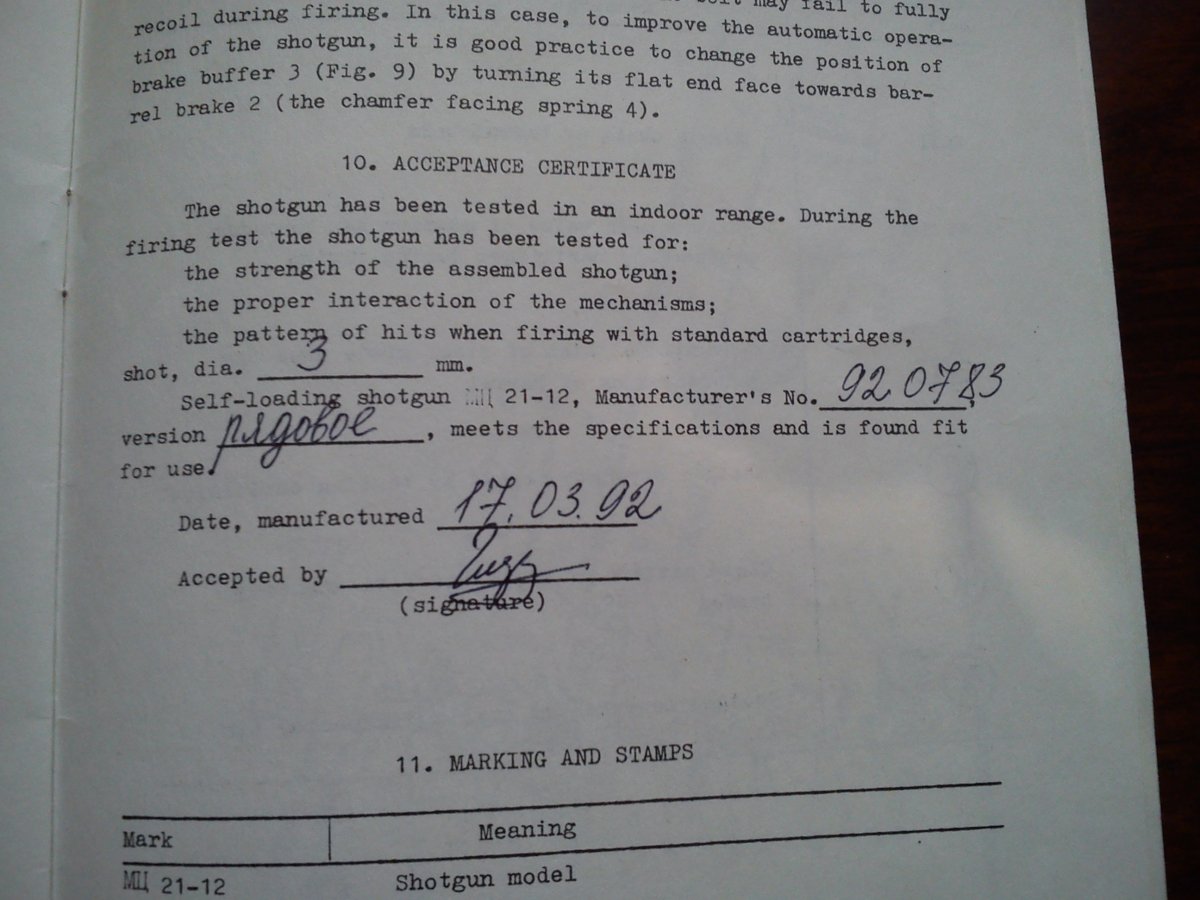 may fail to fully
recoil during firing. In this case, to improve the automatic opera-
tion of the shotgun, it is good practice to change the position of
brake buffer 3 (Fig. 9) by turning its flat end face towards bar-
rel brake 2 (the chamfer facing spring 4).
10. ACCEPTANCE CERTIFICATE
The shotgun has been tested in an indoor range. During the
firing test the shotgun has been tested for:
the strength of the assembled shotgun;
the proper interaction of the mechanisms;
the pattern of hits when firing with standard cartridges,
shot, dia. 3 mm.
Self-loading shotgun МЦ 21-12, Manufacturer's No. 920783,
version рядовое, meets the specifications and is found fit
for use.
Date, manufactured 17.03.92
Accepted by
(signature)
11. MARKING AND STAMPS
Mark Meaning
МЦ 21-12 Shotgun model